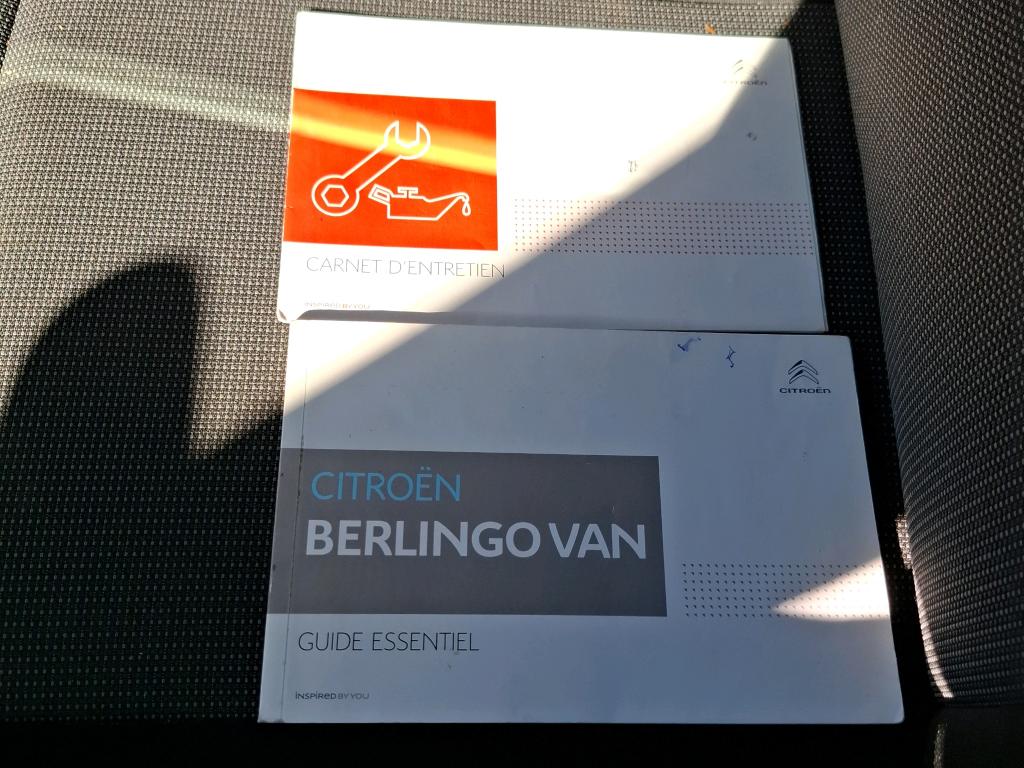 CITROËN
CARNET D'ENTRETIEN
INSPIRED BY YOU
CITROËN
CITROËN
BERLINGO VAN
GUIDE ESSENTIEL
INSPIRED BY YOU